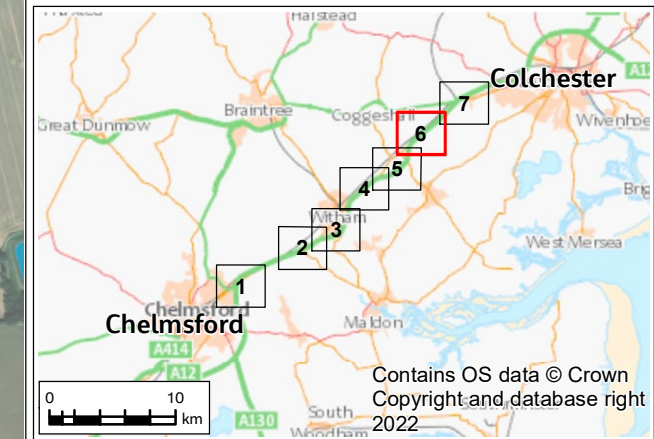 Halstead
Colchester
A12
Braintree
Coggeshall
7
Great Dunmow
6
Wivenhoe
5
4
Witham
3
2
West Mersea
1
Chelmsford
Chelmsford
Maldon
A414
A12
Contains OS data © Crown
Copyright and database right
2022
0 10
km
A130
South
Woodham